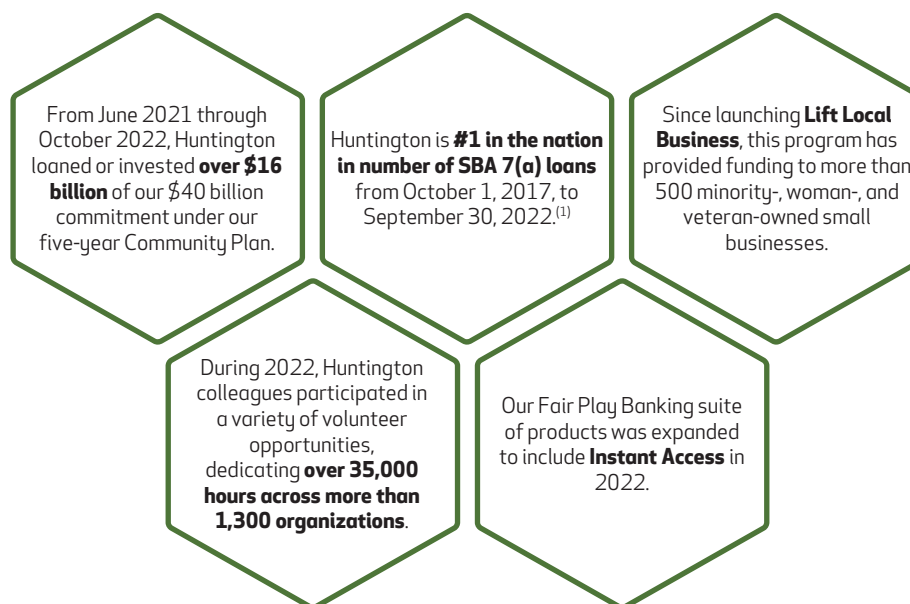 From June 2021 through
October 2022, Huntington
loaned or invested over $16
billion of our $40 billion
commitment under our
five-year Community Plan.
Huntington is #1 in the nation
in number of SBA 7(a) loans
from October 1, 2017, to
September 30, 2022.(1)
Since launching Lift Local
Business, this program has
provided funding to more than
500 minority-, woman-, and
veteran-owned small
businesses.
During 2022, Huntington
colleagues participated in
a variety of volunteer
opportunities,
dedicating over 35,000
hours across more than
1,300 organizations.
Our Fair Play Banking suite
of products was expanded
to include Instant Access in
2022.